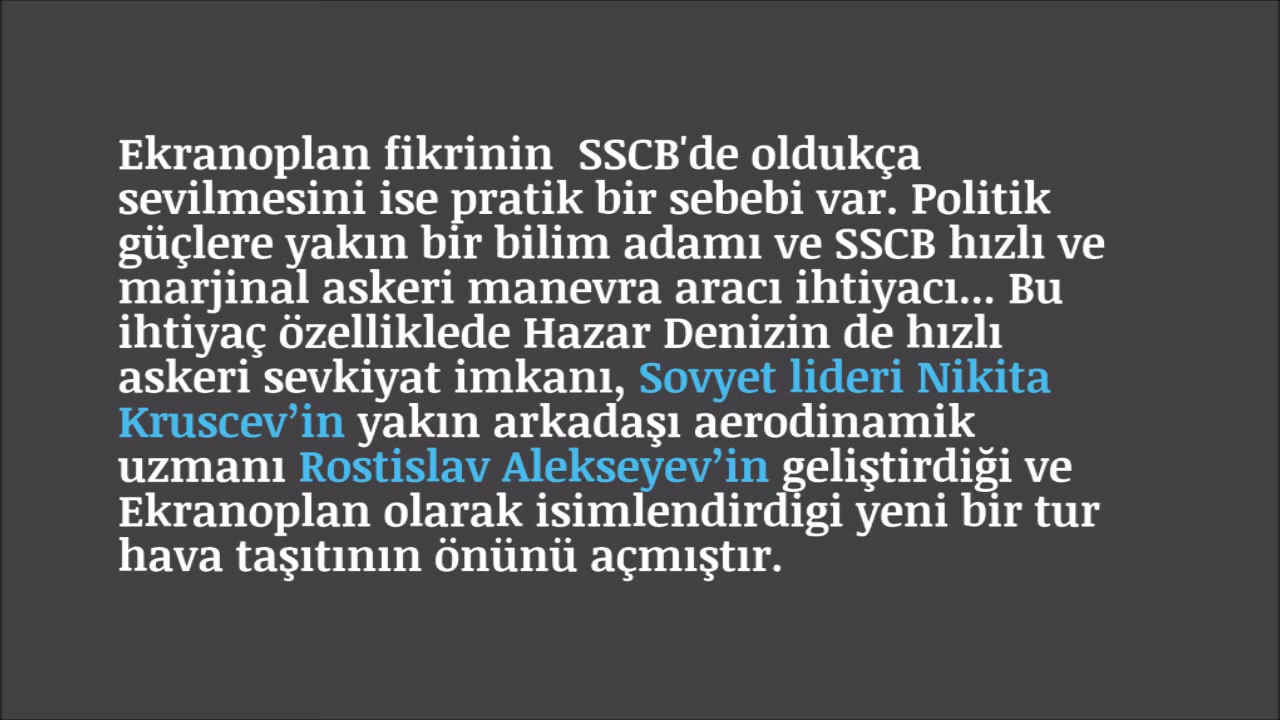 Ekranoplan fikrinin  SSCB'de oldukça
sevilmesini ise pratik bir sebebi var. Politik
güçlere yakın bir bilim adamı ve SSCB hızlı ve
marjinal askeri manevra aracı ihtiyacı... Bu
ihtiyaç özelliklede Hazar Denizin de hızlı
askeri sevkiyat imkanı, Sovyet lideri Nikita
Kruscev’in yakın arkadaşı aerodinamik
uzmanı Rostislav Alekseyev’in geliştirdiği ve
Ekranoplan olarak isimlendirdigi yeni bir tur
hava taşıtının önünü açmıştır.